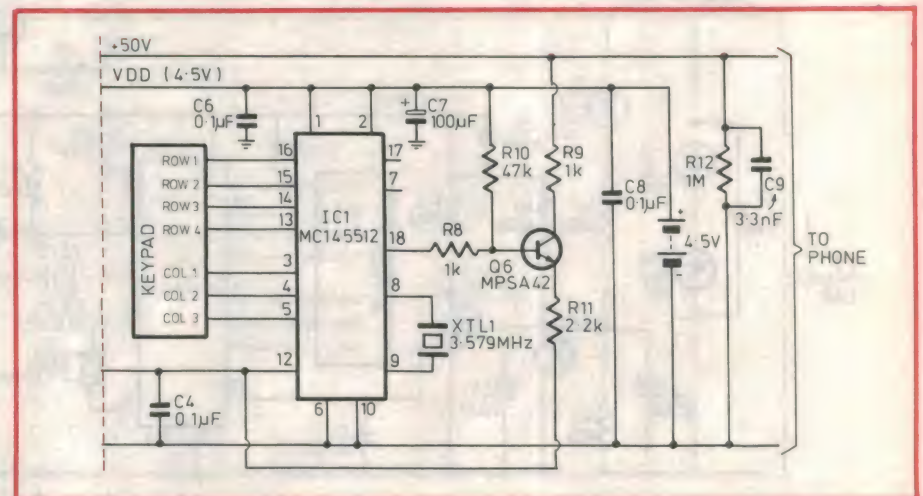 +50V
VDD (4·5V)
C6
0·1µF
1
2
+
C7
100µF
KEYPAD
ROW 1
ROW 2
ROW 3
ROW 4
COL 1
COL 2
COL 3
16
15
14
13
3
4
5
12
IC1
MC145512
17
7
18
8
9
6
10
R8
1k
R10
47k
R9
1k
Q6
MPSA42
R11
2·2k
XTL1
3·579MHz
C8
0·1µF
+
4·5V
-
R12
1M
C9
3·3nF
TO
PHONE
C4
0 1µF